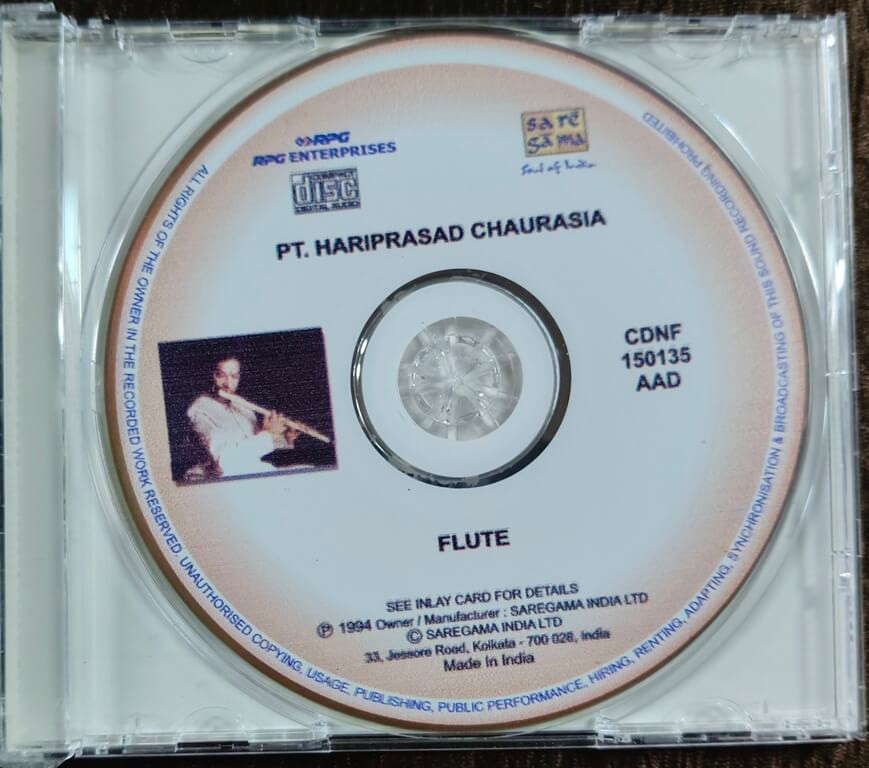 RPG
RPG ENTERPRISES
COMPACT
disc
DIGITAL AUDIO
sa re
ga ma
Soul of India
PT. HARIPRASAD CHAURASIA
CDNF
150135
AAD
FLUTE
SEE INLAY CARD FOR DETAILS
℗ 1994 Owner / Manufacturer : SAREGAMA INDIA LTD
© SAREGAMA INDIA LTD
33, Jessore Road, Kolkata - 700 028, India
Made In India
ALL RIGHTS OF THE OWNER IN THE RECORDED WORK RESERVED. UNAUTHORISED COPYING, USAGE, PUBLISHING, PUBLIC PERFORMANCE, HIRING, RENTING, ADAPTING, SYNCHRONISATION & BROADCASTING OF THIS SOUND RECORDING PROHIBITED